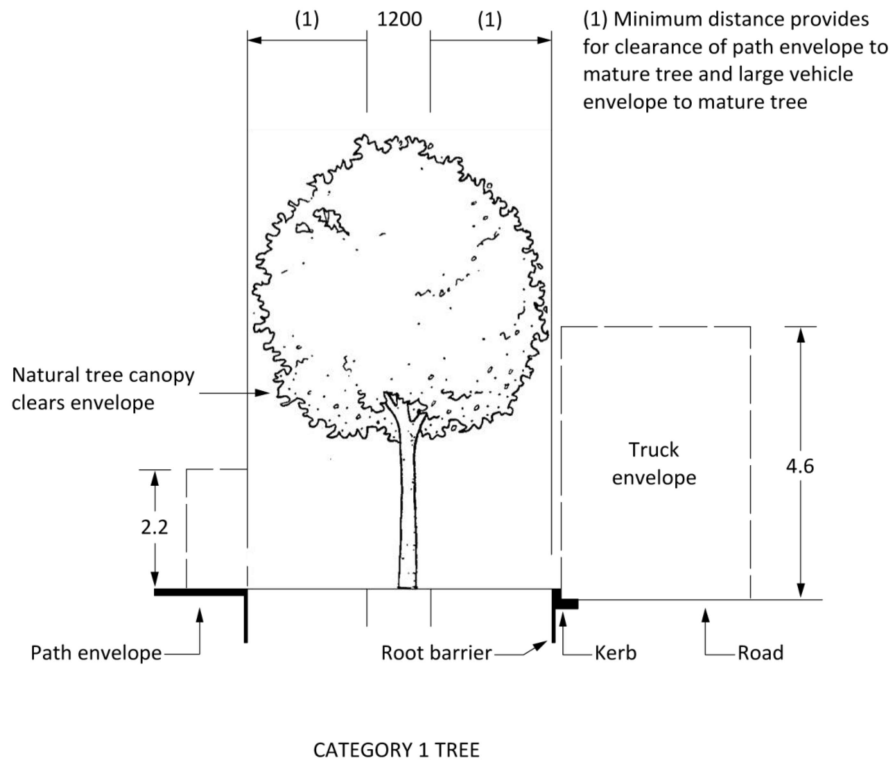 (1) 1200 (1)
(1) Minimum distance provides
for clearance of path envelope to
mature tree and large vehicle
envelope to mature tree
Natural tree canopy
clears envelope
Truck
envelope
4.6
2.2
Path envelope
Root barrier
Kerb
Road
CATEGORY 1 TREE